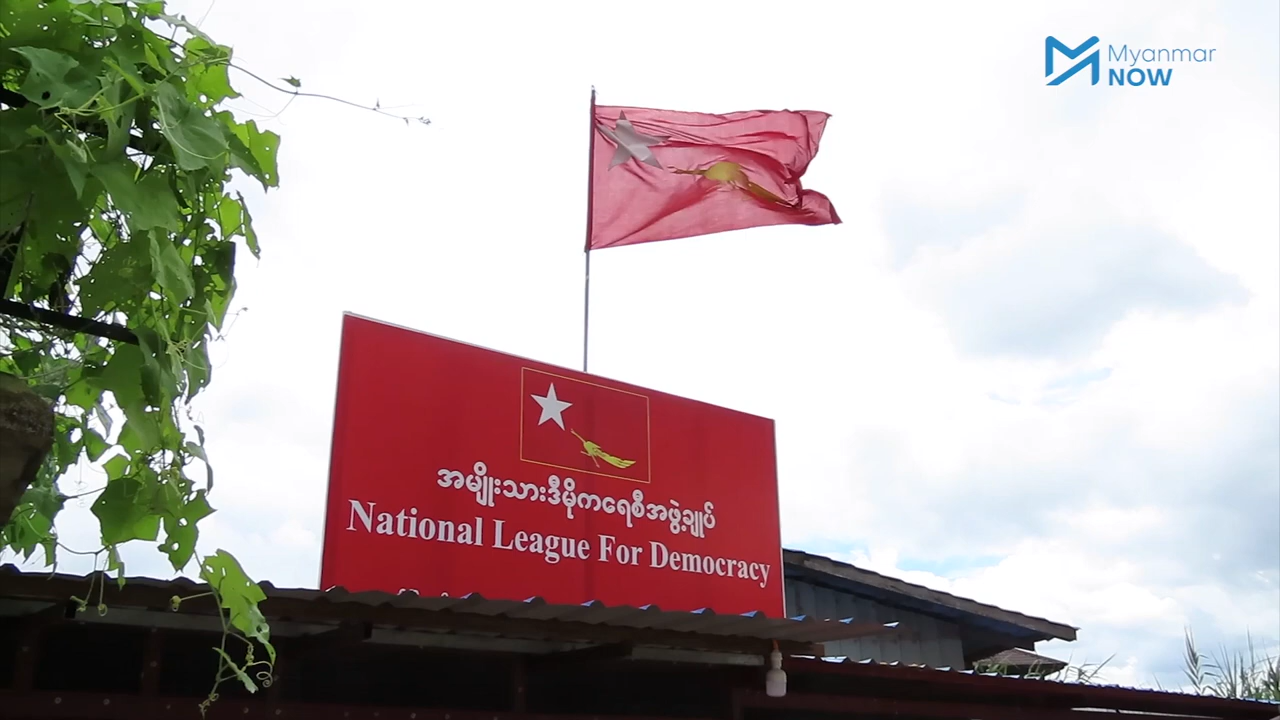 Myanmar
NOW
အမျိုးသားဒီမိုကရေစီအဖွဲ့ချုပ်
National League For Democracy